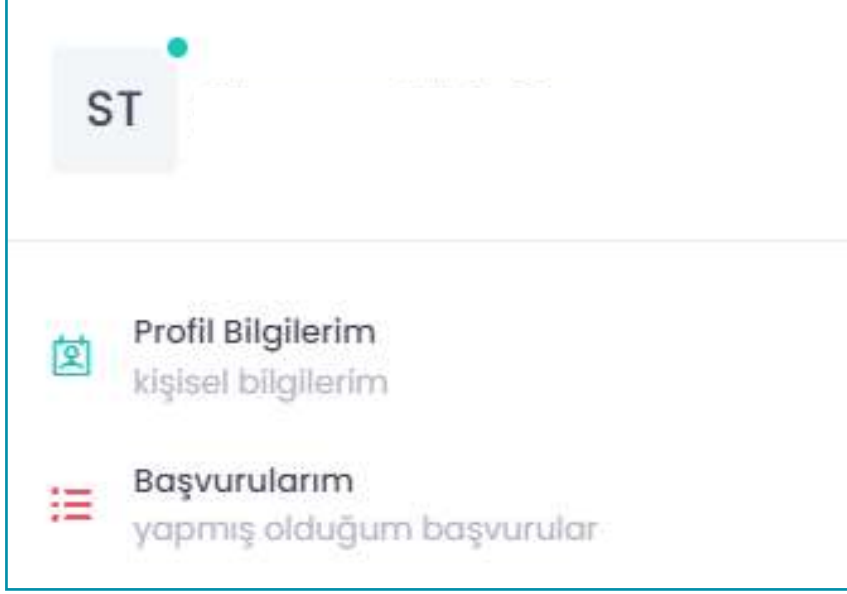 ST
Profil Bilgilerim
kişisel bilgilerim
Başvurularım
yapmış olduğum başvurular